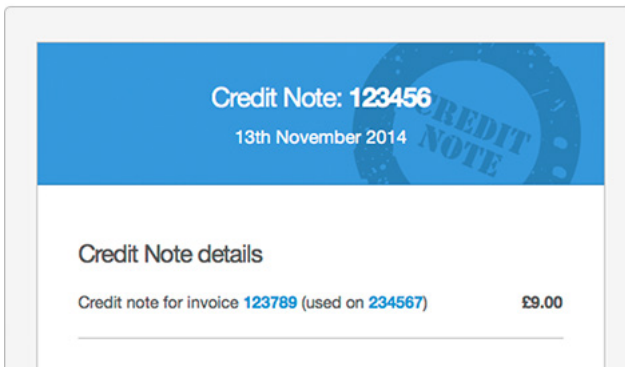 Credit Note: 123456
13th November 2014
CREDIT
NOTE
Credit Note details
Credit note for invoice 123789 (used on 234567) £9.00